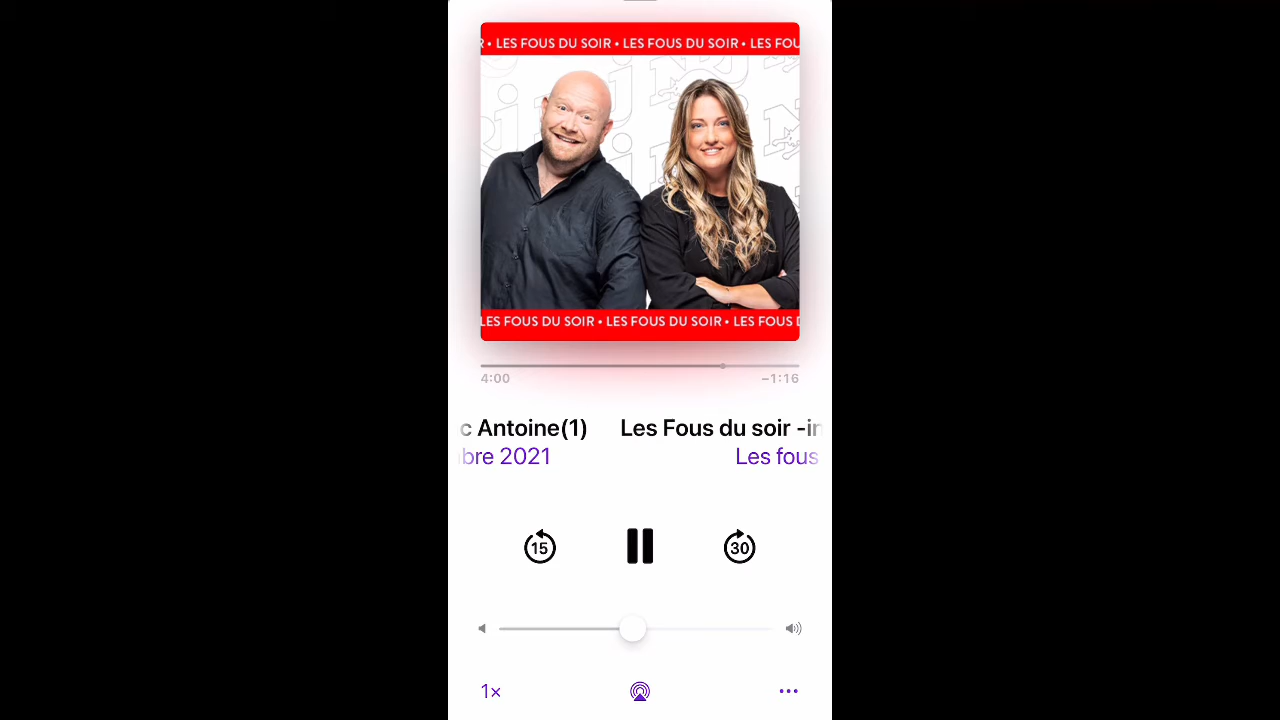 R • LES FOUS DU SOIR • LES FOUS DU SOIR • LES FOU
LES FOUS DU SOIR • LES FOUS DU SOIR • LES FOUS D
4:00
−1:16
c Antoine(1) Les Fous du soir -in
bre 2021 Les fous
15
30
1×